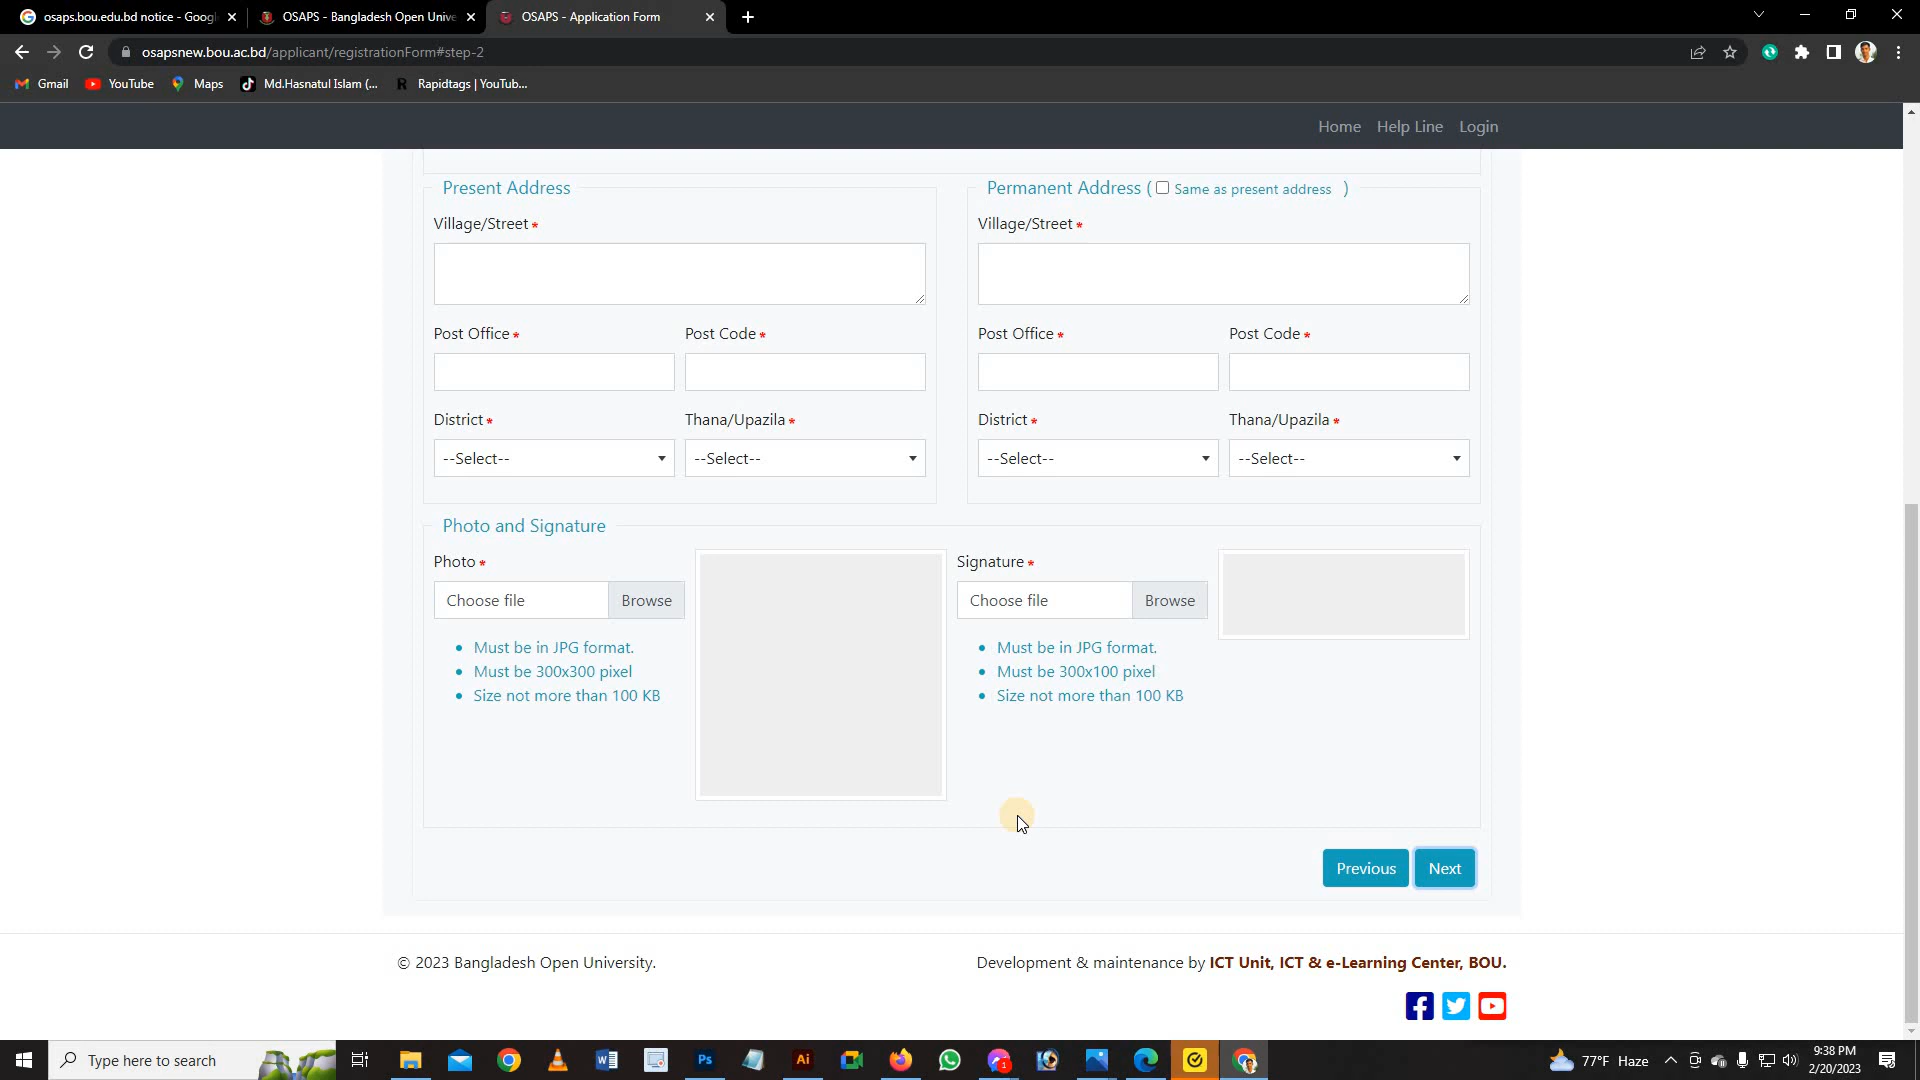 osaps.bou.edu.bd notice - Googl
OSAPS - Bangladesh Open Unive
OSAPS - Application Form
osapsnew.bou.ac.bd/applicant/registrationForm#step-2
Gmail
YouTube
Maps
Md.Hasnatul Islam (...
Rapidtags | YouTub...
Home
Help Line
Login
Present Address
Permanent Address ( Same as present address )
Village/Street *
Village/Street *
Post Office *
Post Code *
Post Office *
Post Code *
District *
Thana/Upazila *
District *
Thana/Upazila *
--Select--
--Select--
--Select--
--Select--
Photo and Signature
Photo *
Signature *
Choose file
Browse
Choose file
Browse
• Must be in JPG format.
• Must be 300x300 pixel
• Size not more than 100 KB
• Must be in JPG format.
• Must be 300x100 pixel
• Size not more than 100 KB
Previous
Next
© 2023 Bangladesh Open University.
Development & maintenance by ICT Unit, ICT & e-Learning Center, BOU.
Type here to search
Ps
Ai
1
77°F Haze
9:38 PM
2/20/2023